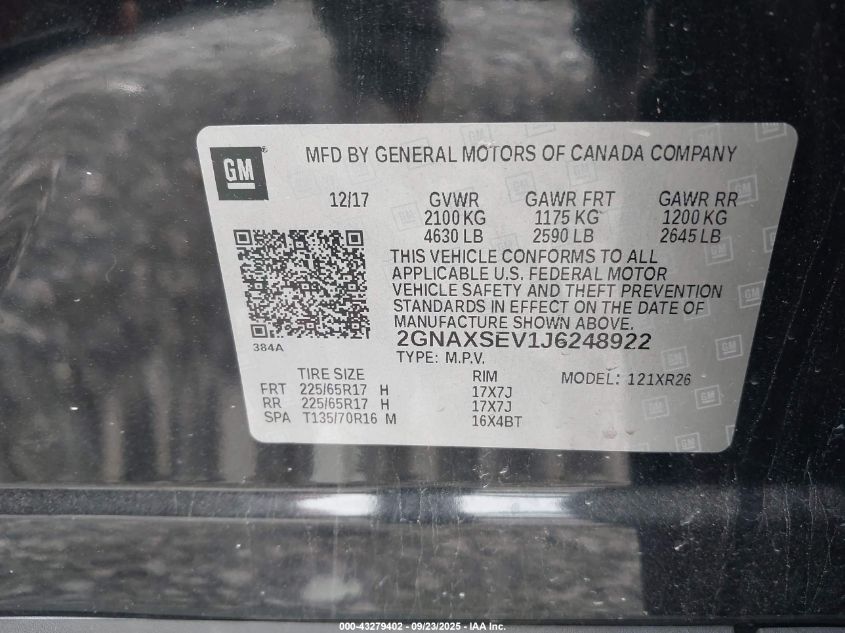 GM
MFD BY GENERAL MOTORS OF CANADA COMPANY
12/17 GVWR GAWR FRT GAWR RR
2100 KG 1175 KG 1200 KG
4630 LB 2590 LB 2645 LB
THIS VEHICLE CONFORMS TO ALL
APPLICABLE U.S. FEDERAL MOTOR
VEHICLE SAFETY AND THEFT PREVENTION
STANDARDS IN EFFECT ON THE DATE OF
MANUFACTURE SHOWN ABOVE.
384A
2GNAXSEV1J6248922
TYPE: M.P.V.
TIRE SIZE RIM MODEL: 121XR26
FRT 225/65R17 H 17X7J
RR 225/65R17 H 17X7J
SPA T135/70R16 M 16X4BT
000-43279402 - 09/23/2025 - IAA Inc.